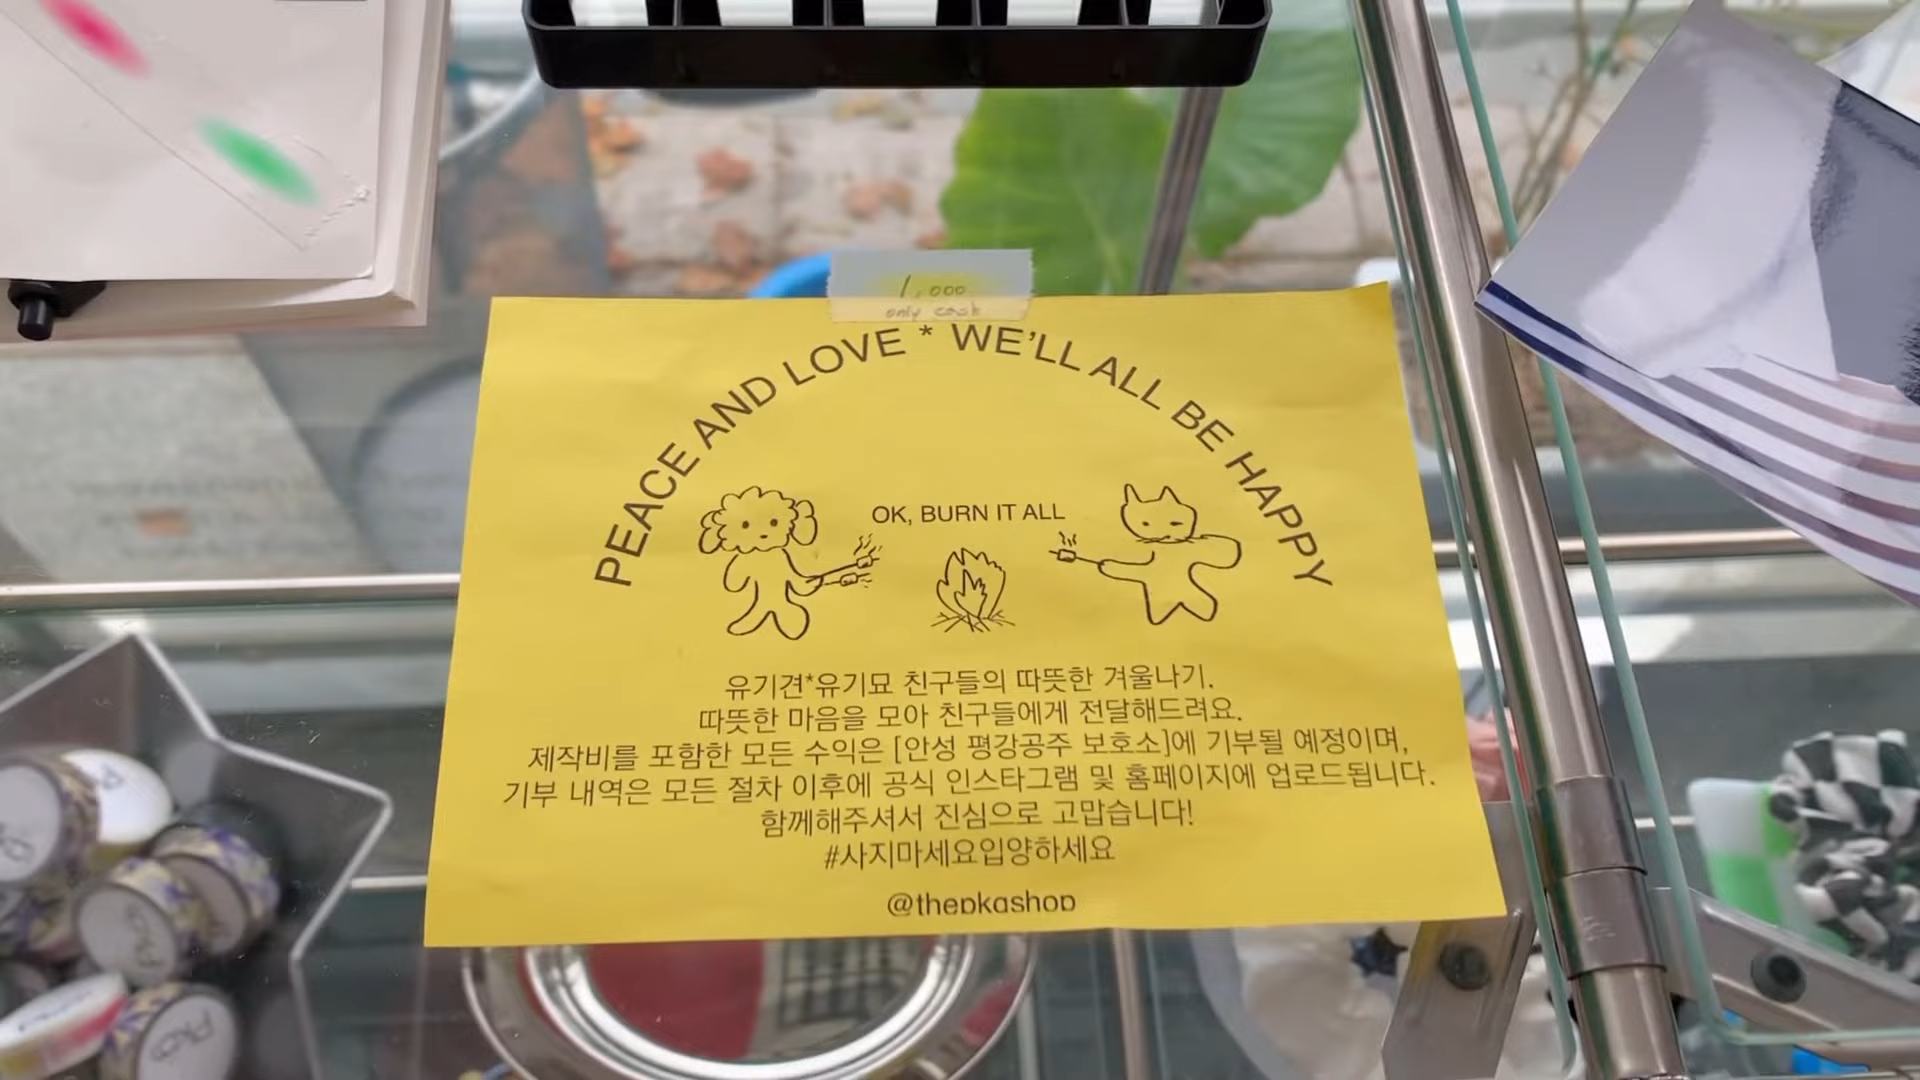 1,000
only cash
PEACE AND LOVE * WE'LL ALL BE HAPPY
OK, BURN IT ALL
유기견*유기묘 친구들의 따뜻한 겨울나기.
따뜻한 마음을 모아 친구들에게 전달해드려요.
제작비를 포함한 모든 수익은 [안성 평강공주 보호소]에 기부될 예정이며,
기부 내역은 모든 절차 이후에 공식 인스타그램 및 홈페이지에 업로드됩니다.
함께해주셔서 진심으로 고맙습니다!
#사지마세요입양하세요
@thepkgshop